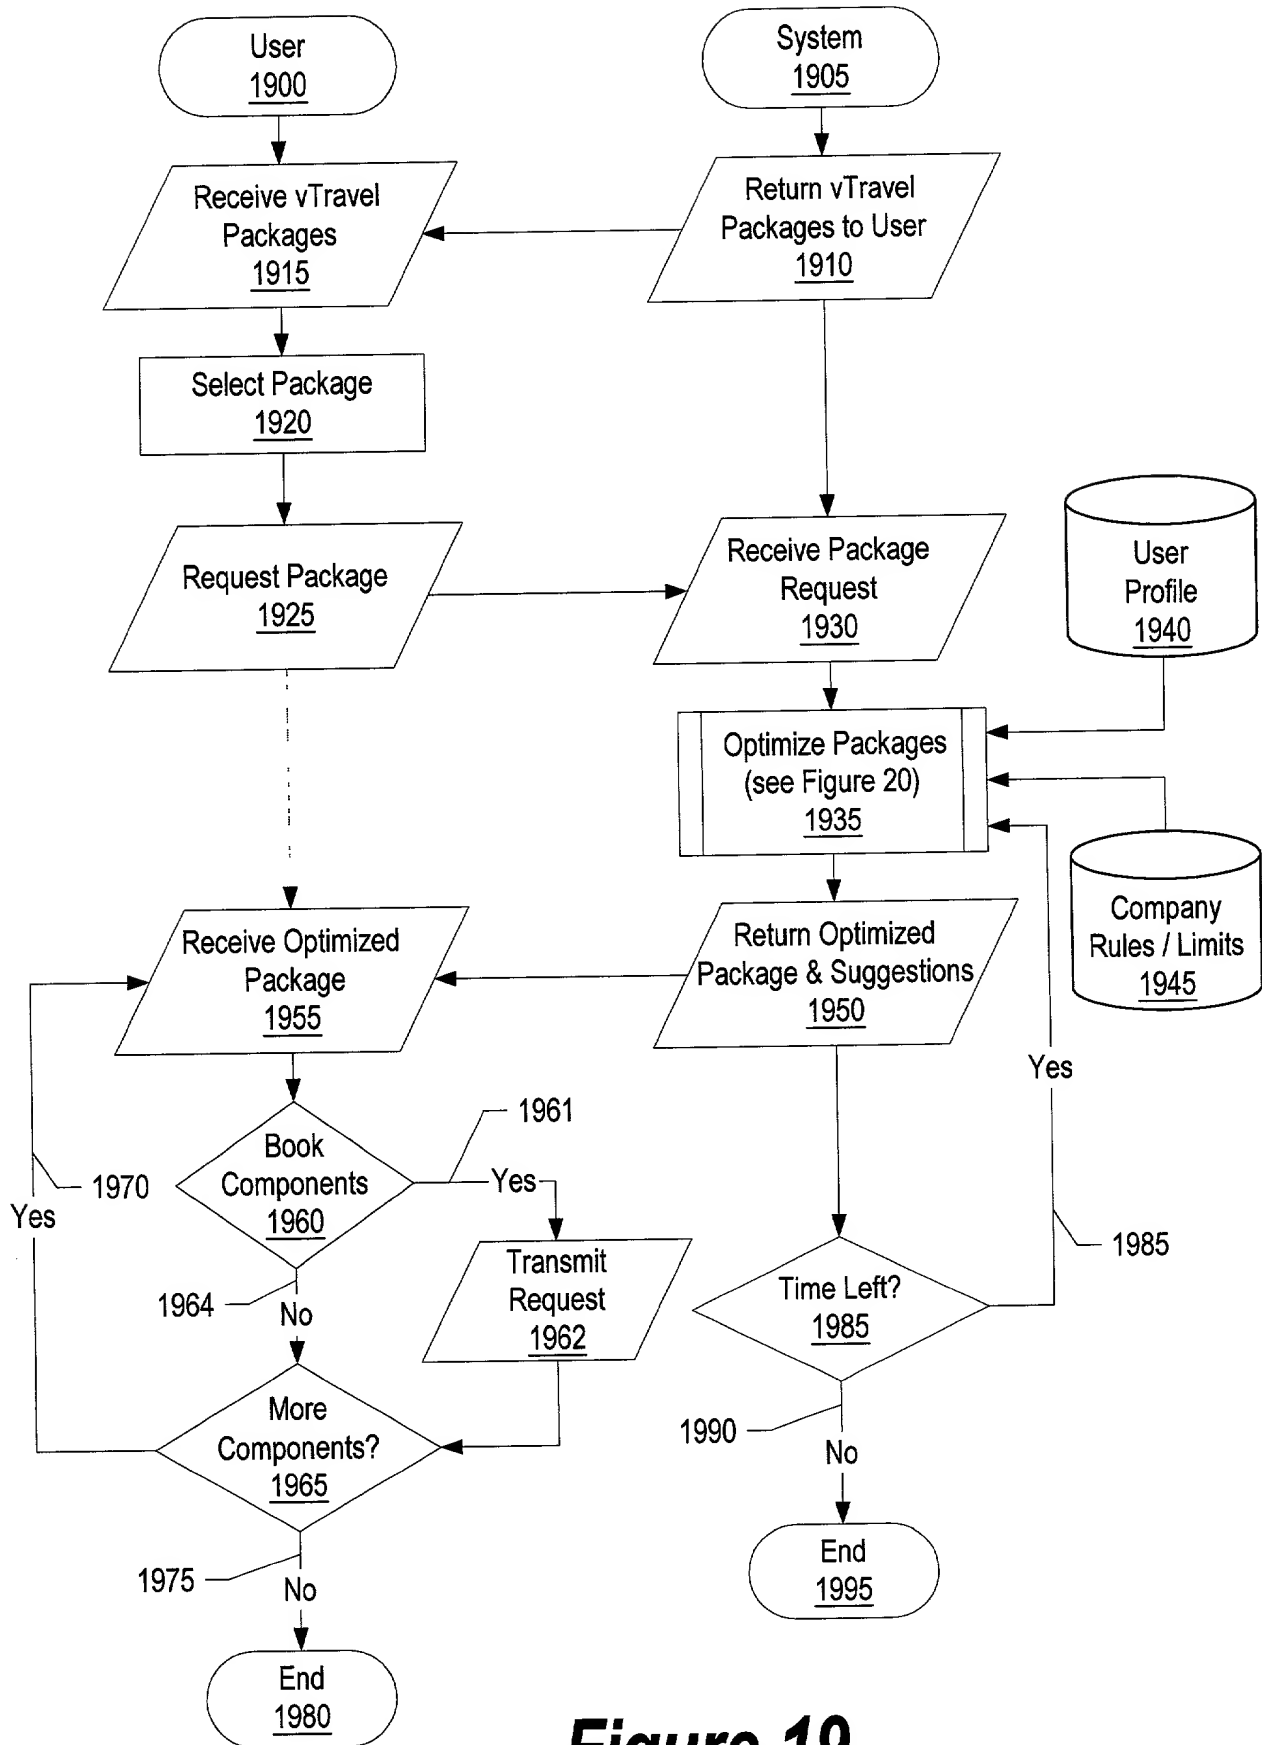 User
1900
System
1905
Receive vTravel
Packages
1915
Return vTravel
Packages to User
1910
Select Package
1920
Request Package
1925
Receive Package
Request
1930
User
Profile
1940
Optimize Packages
(see Figure 20)
1935
Company
Rules / Limits
1945
Receive Optimized
Package
1955
Return Optimized
Package & Suggestions
1950
Yes
1985
Book
Components
1960
1961
Yes
Transmit
Request
1962
1970
Yes
1964
No
Time Left?
1985
1990
No
End
1995
More
Components?
1965
1975
No
End
1980
Figure 19